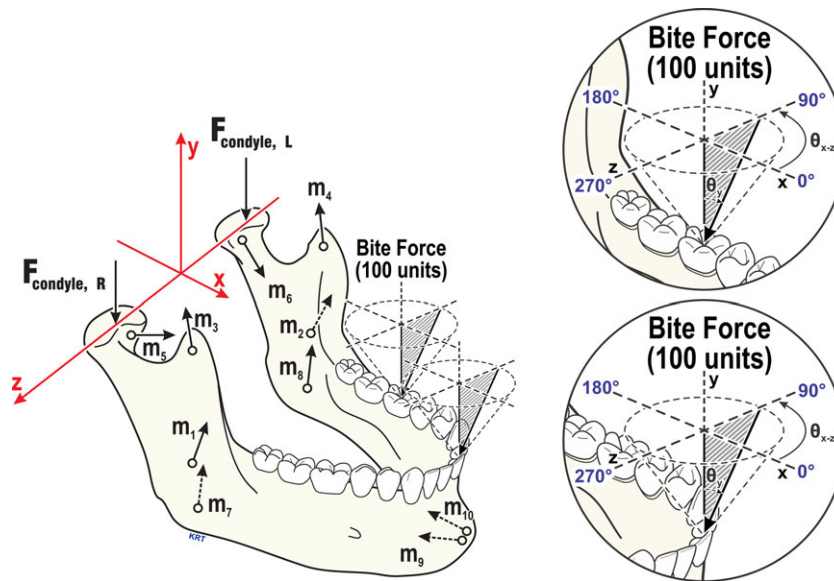 y
F condyle, L
m4
x
F condyle, R
m3
m6
Bite Force
(100 units)
m5
m2
z
m8
m1
m7
KRT
m10
m9
Bite Force
(100 units)
180°
y
90°
θx-z
z
270°
θy
x
0°
Bite Force
(100 units)
180°
y
90°
θx-z
z
270°
θy
x
0°